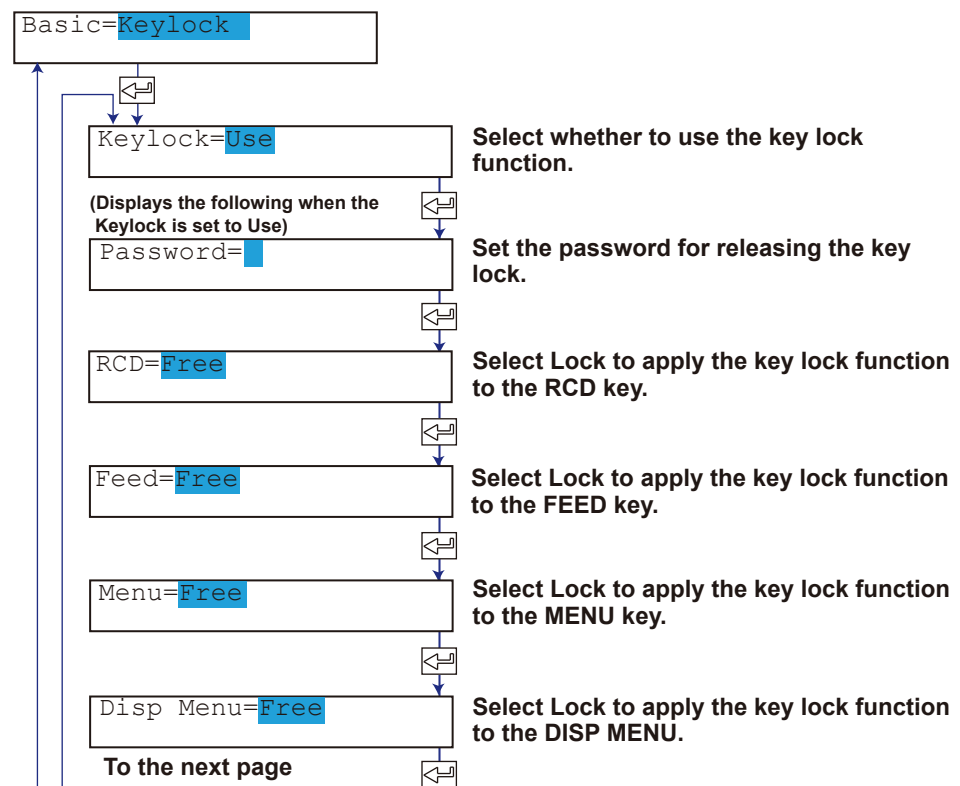 Basic=Keylock
Keylock=Use
Select whether to use the key lock
function.
(Displays the following when the
Keylock is set to Use)
Password=
Set the password for releasing the key
lock.
RCD=Free
Select Lock to apply the key lock function
to the RCD key.
Feed=Free
Select Lock to apply the key lock function
to the FEED key.
Menu=Free
Select Lock to apply the key lock function
to the MENU key.
Disp Menu=Free
Select Lock to apply the key lock function
to the DISP MENU.
To the next page